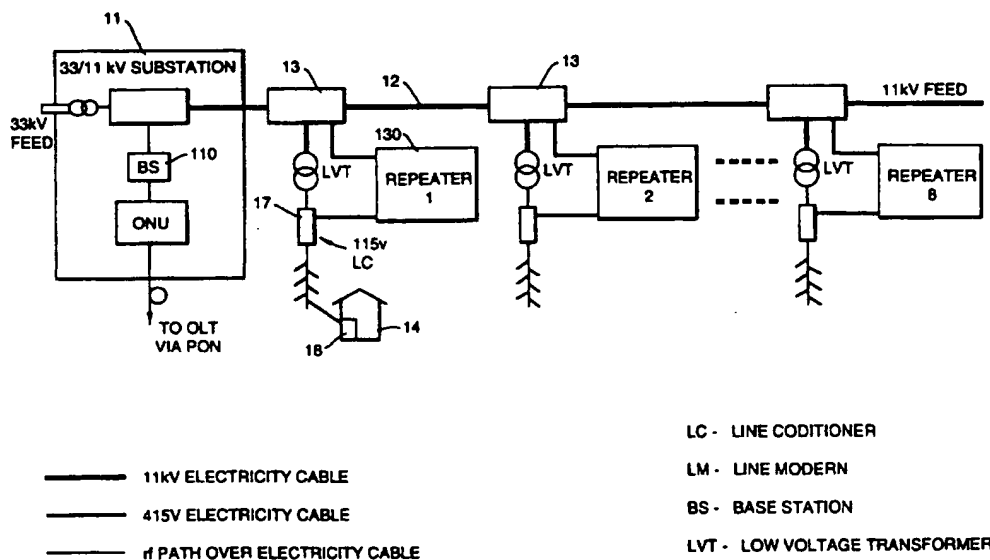 11
33/11 kV SUBSTATION
13
12
13
11kV FEED
33kV
FEED
BS
110
ONU
TO OLT
VIA PON
LVT
130
REPEATER
1
17
115v
LC
18
14
LVT
REPEATER
2
LVT
REPEATER
8
11kV ELECTRICITY CABLE
415V ELECTRICITY CABLE
rf PATH OVER ELECTRICITY CABLE
LC - LINE CODITIONER
LM - LINE MODERN
BS - BASE STATION
LVT - LOW VOLTAGE TRANSFORMER